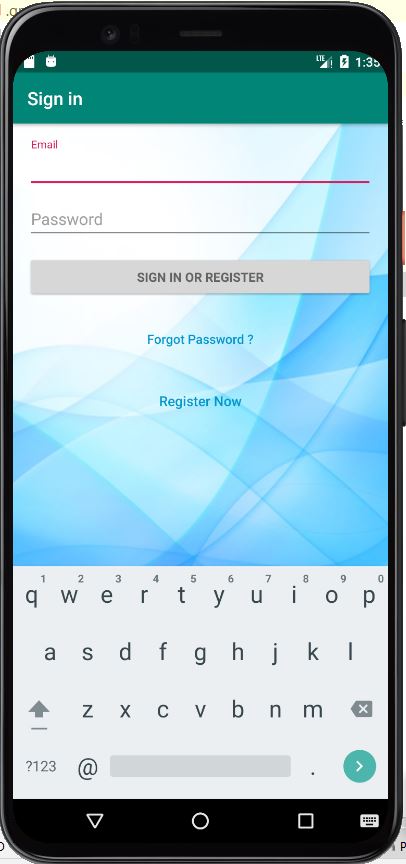 LTE 1:35
Sign in
Email
Password
SIGN IN OR REGISTER
Forgot Password ?
Register Now
1 2 3 4 5 6 7 8 9 0
q w e r t y u i o p
a s d f g h j k l
z x c v b n m
?123 @ .